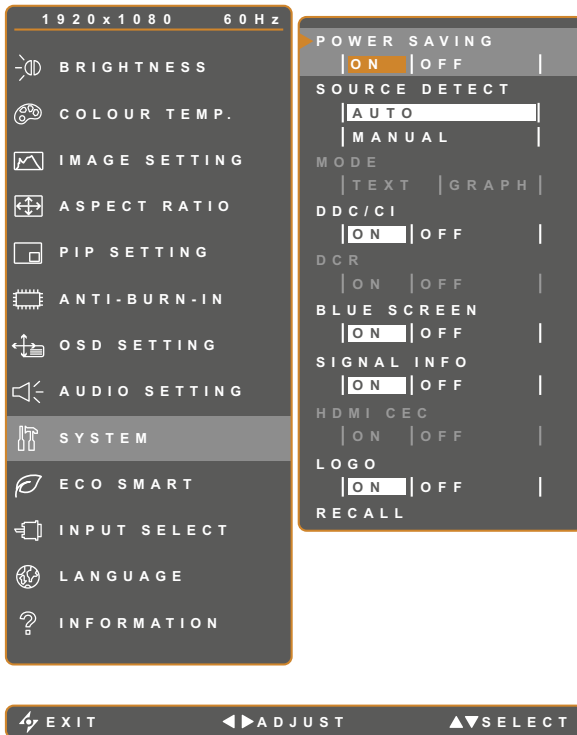 1920x1080 60Hz
BRIGHTNESS
COLOUR TEMP.
IMAGE SETTING
ASPECT RATIO
PIP SETTING
ANTI-BURN-IN
OSD SETTING
AUDIO SETTING
SYSTEM
ECO SMART
INPUT SELECT
LANGUAGE
INFORMATION
POWER SAVING
ON OFF
SOURCE DETECT
AUTO
MANUAL
MODE
TEXT GRAPH
DDC/CI
ON OFF
DCR
ON OFF
BLUE SCREEN
ON OFF
SIGNAL INFO
ON OFF
HDMI CEC
ON OFF
LOGO
ON OFF
RECALL
EXIT ADJUST SELECT